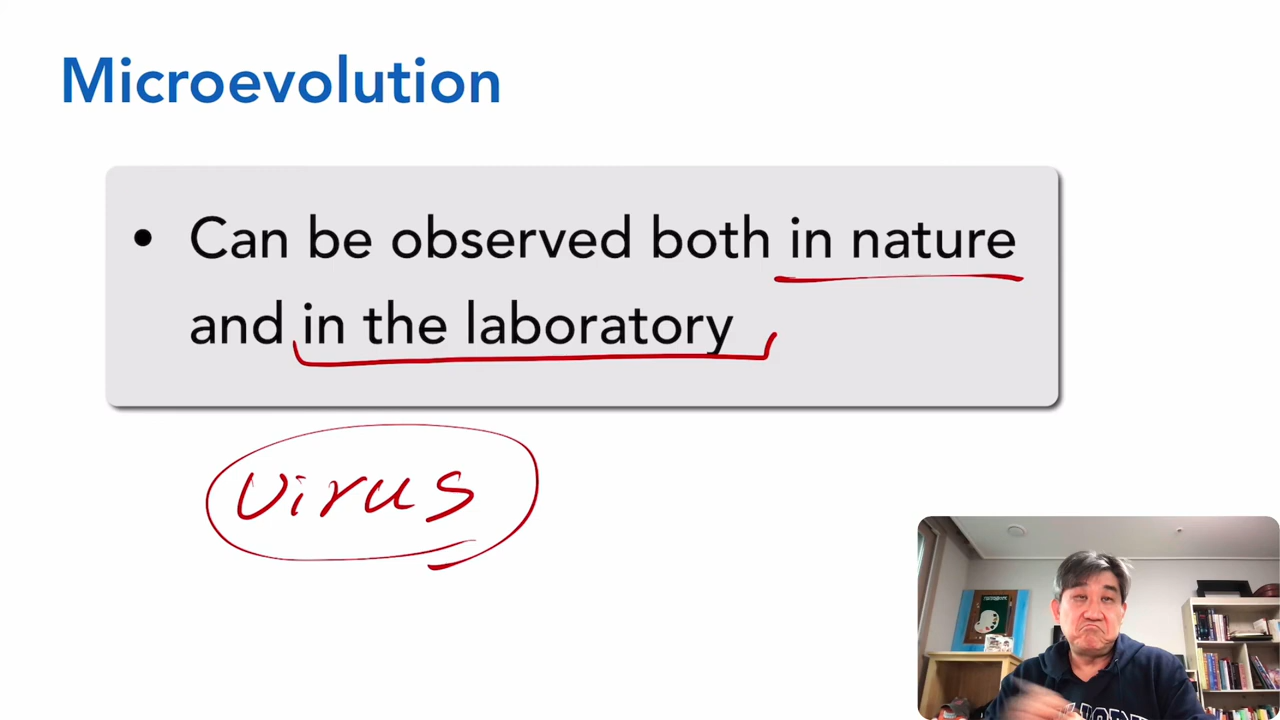 Microevolution
• Can be observed both in nature
and in the laboratory
virus